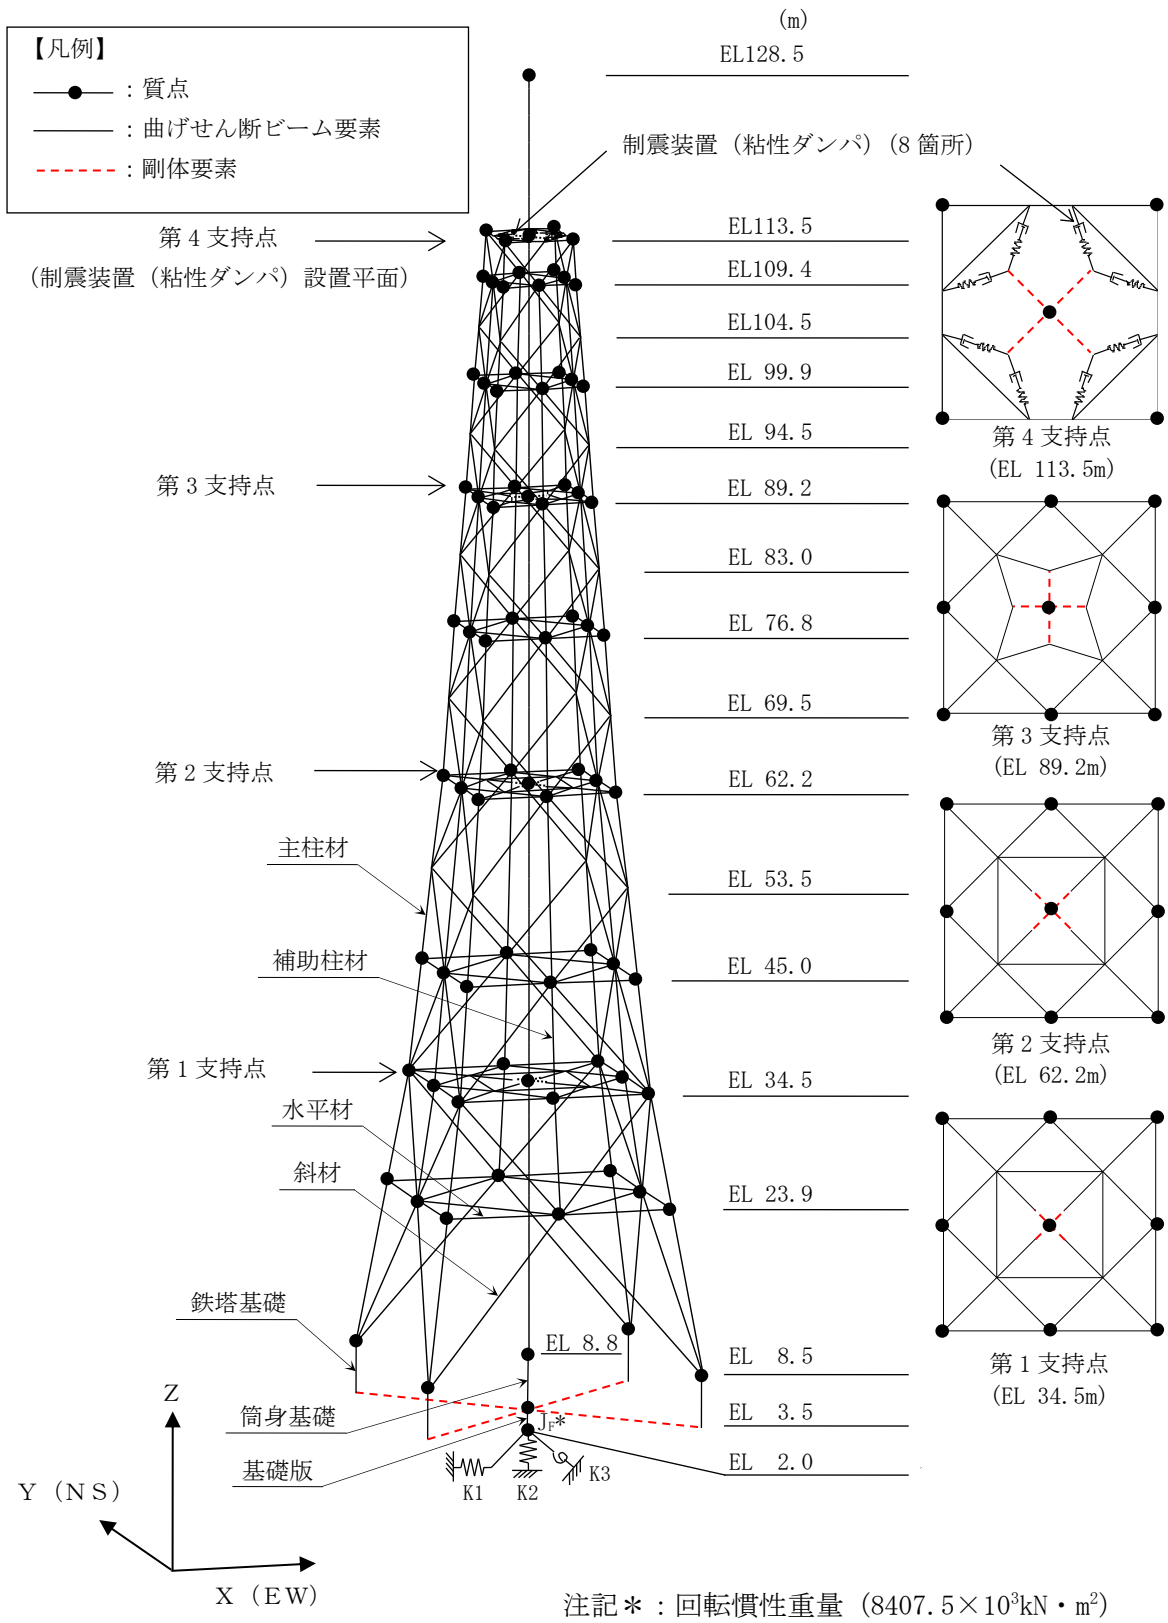 (m)
EL128.5
【凡例】
：質点
：曲げせん断ビーム要素
：剛体要素
制震装置（粘性ダンパ）(8 箇所)
第４支持点
(制震装置（粘性ダンパ）設置平面)
EL113.5
EL109.4
EL104.5
EL 99.9
EL 94.5
第３支持点
EL 89.2
EL 83.0
EL 76.8
EL 69.5
第２支持点
EL 62.2
主柱材
EL 53.5
補助柱材
EL 45.0
第１支持点
EL 34.5
水平材
斜材
EL 23.9
鉄塔基礎
EL 8.8
EL 8.5
筒身基礎
EL 3.5
J_F*
基礎版
EL 2.0
K1
K2
K3
第４支持点
(EL 113.5m)
第３支持点
(EL 89.2m)
第２支持点
(EL 62.2m)
第１支持点
(EL 34.5m)
Z
Y （NS）
X （EW）
注記＊：回転慣性重量（8407.5×10³kN・m²）